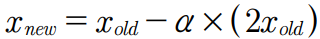 x_new = x_old − α × (2x_old)